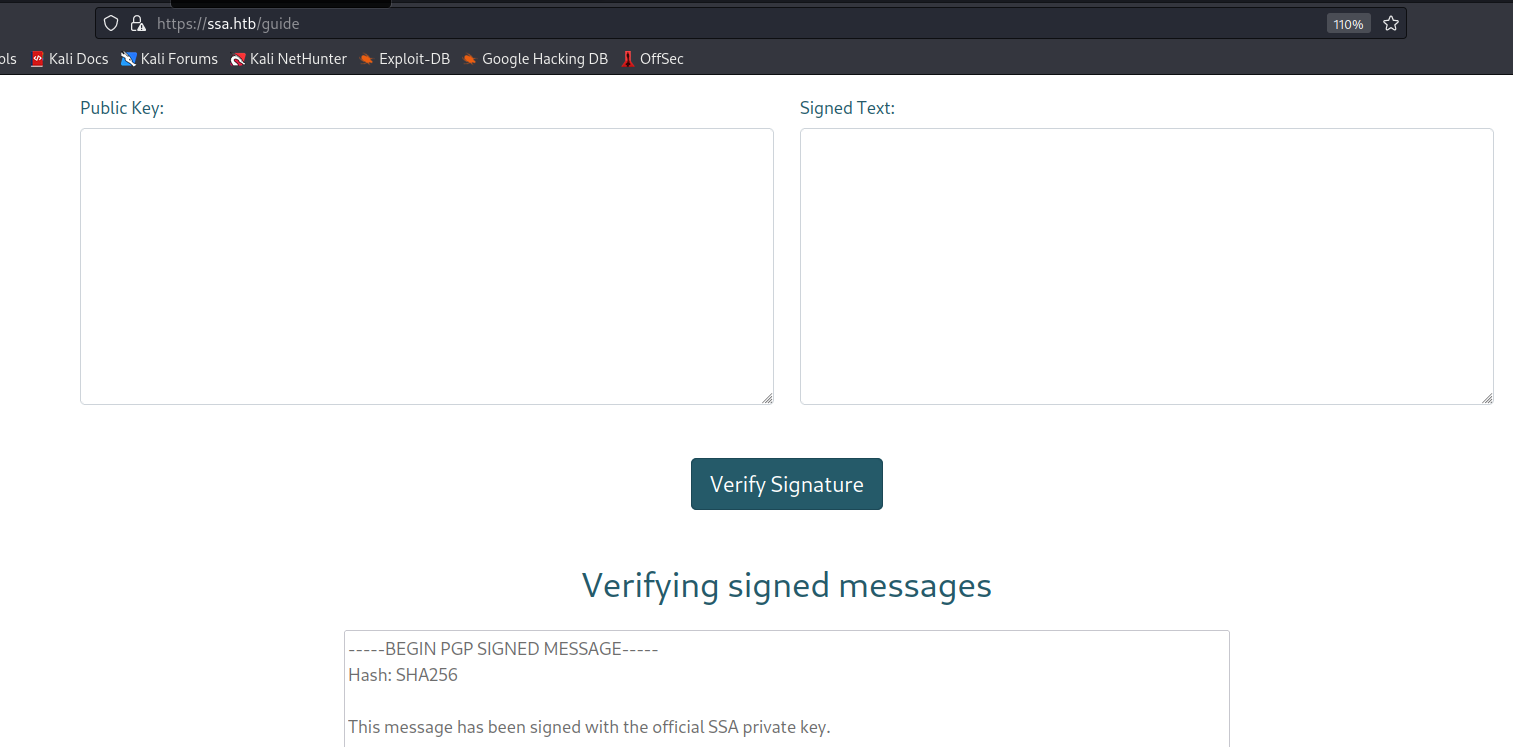 https://ssa.htb/guide 110%
ols Kali Docs Kali Forums Kali NetHunter Exploit-DB Google Hacking DB OffSec
Public Key: Signed Text:
Verify Signature
Verifying signed messages
-----BEGIN PGP SIGNED MESSAGE-----
Hash: SHA256
This message has been signed with the official SSA private key.